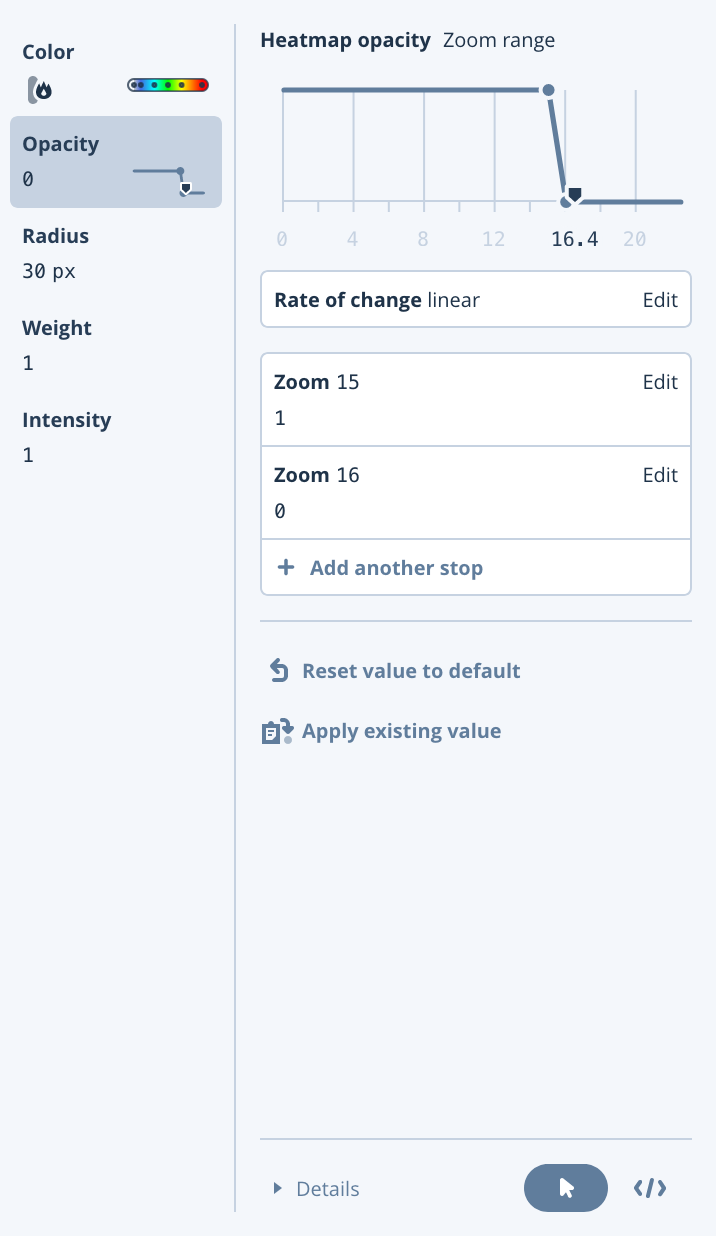 Color
Opacity
0
Radius
30 px
Weight
1
Intensity
1
Heatmap opacity Zoom range
0 4 8 12 16.4 20
Rate of change linear Edit
Zoom 15 Edit
1
Zoom 16 Edit
0
+ Add another stop
Reset value to default
Apply existing value
Details </>